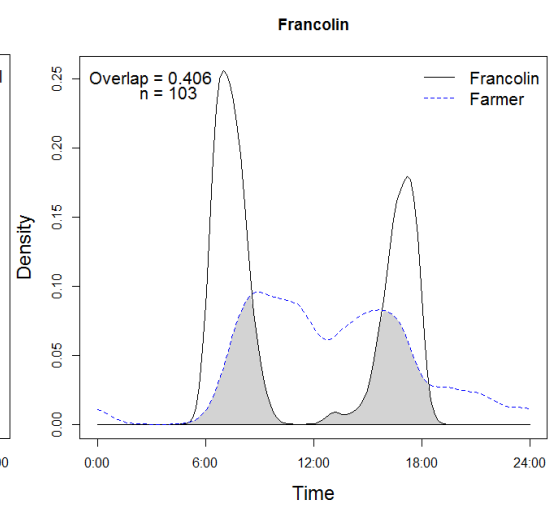 Francolin
Overlap = 0.406
n = 103
Francolin
Farmer
Density
0.25
0.20
0.15
0.10
0.05
0.00
0:00
6:00
12:00
18:00
24:00
Time